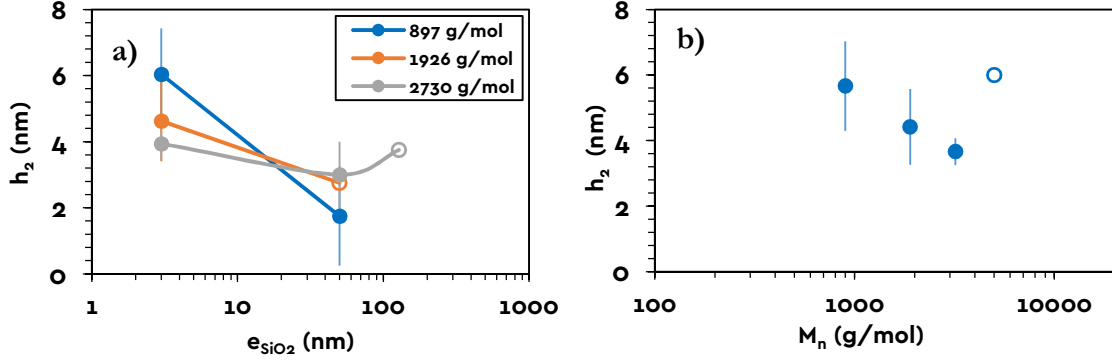 a)
897 g/mol
1926 g/mol
2730 g/mol
h₂ (nm)
8
6
4
2
0
1 10 100 1000
e_SiO₂ (nm)
b)
h₂ (nm)
8
6
4
2
0
100 1000 10000
Mₙ (g/mol)